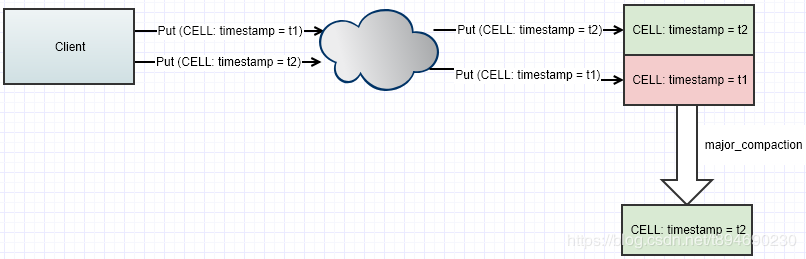 Client
Put (CELL: timestamp = t1)
Put (CELL: timestamp = t2)
Put (CELL: timestamp = t2)
Put (CELL: timestamp = t1)
CELL: timestamp = t2
CELL: timestamp = t1
major_compaction
CELL: timestamp = t2
https://blog.csdn.net/t894690230